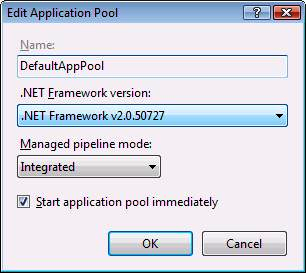 Edit Application Pool
Name:
DefaultAppPool
.NET Framework version:
.NET Framework v2.0.50727
Managed pipeline mode:
Integrated
Start application pool immediately
OK
Cancel